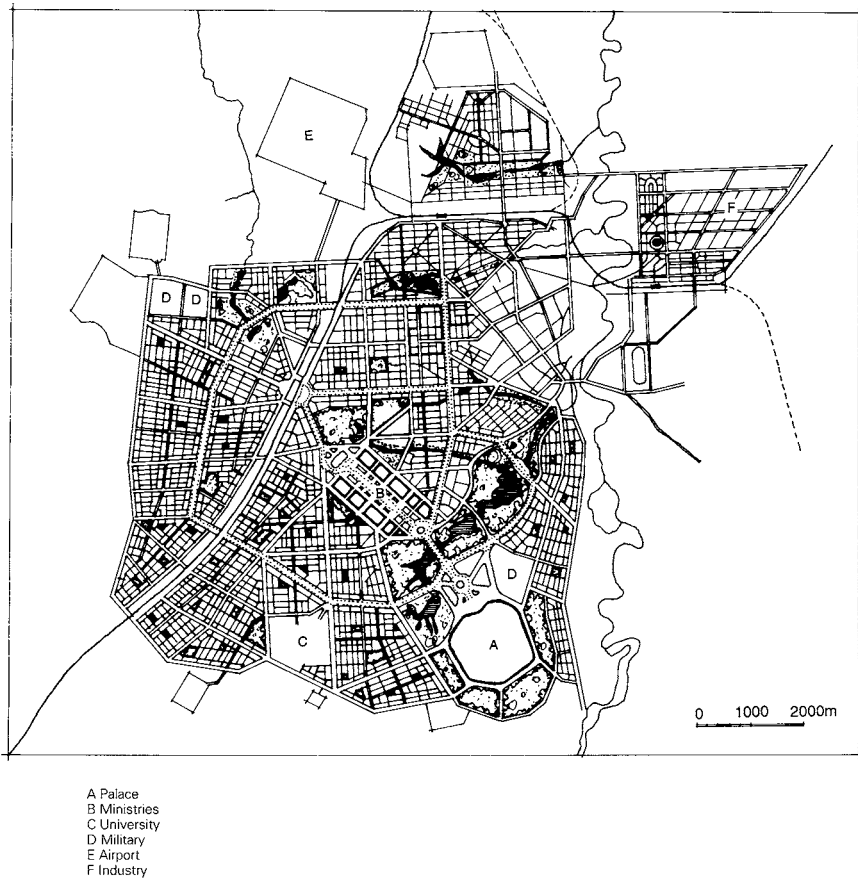 E
F
D D
B
D
C
A
0 1000 2000m
A Palace
B Ministries
C University
D Military
E Airport
F Industry